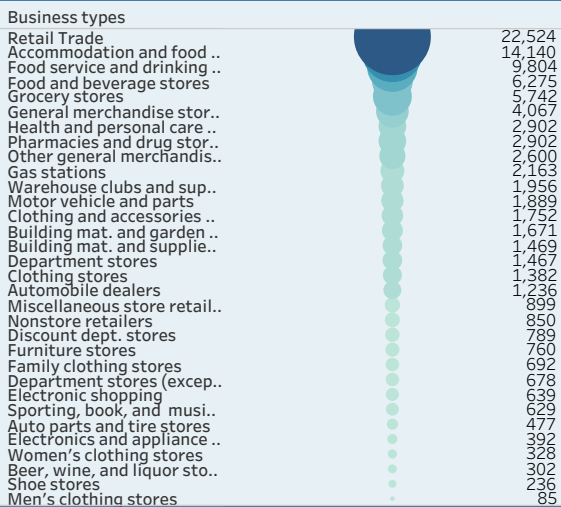 Business types
Retail Trade 22,524
Accommodation and food .. 14,140
Food service and drinking .. 9,804
Food and beverage stores 6,275
Grocery stores 5,742
General merchandise stor.. 4,067
Health and personal care .. 2,902
Pharmacies and drug stor.. 2,902
Other general merchandis.. 2,600
Gas stations 2,163
Warehouse clubs and sup.. 1,956
Motor vehicle and parts 1,889
Clothing and accessories .. 1,752
Building mat. and garden .. 1,671
Building mat. and supplie.. 1,469
Department stores 1,467
Clothing stores 1,382
Automobile dealers 1,236
Miscellaneous store retail.. 899
Nonstore retailers 850
Discount dept. stores 789
Furniture stores 760
Family clothing stores 692
Department stores (excep.. 678
Electronic shopping 639
Sporting, book, and musi.. 629
Auto parts and tire stores 477
Electronics and appliance .. 392
Women's clothing stores 328
Beer, wine, and liquor sto.. 302
Shoe stores 236
Men's clothing stores 85